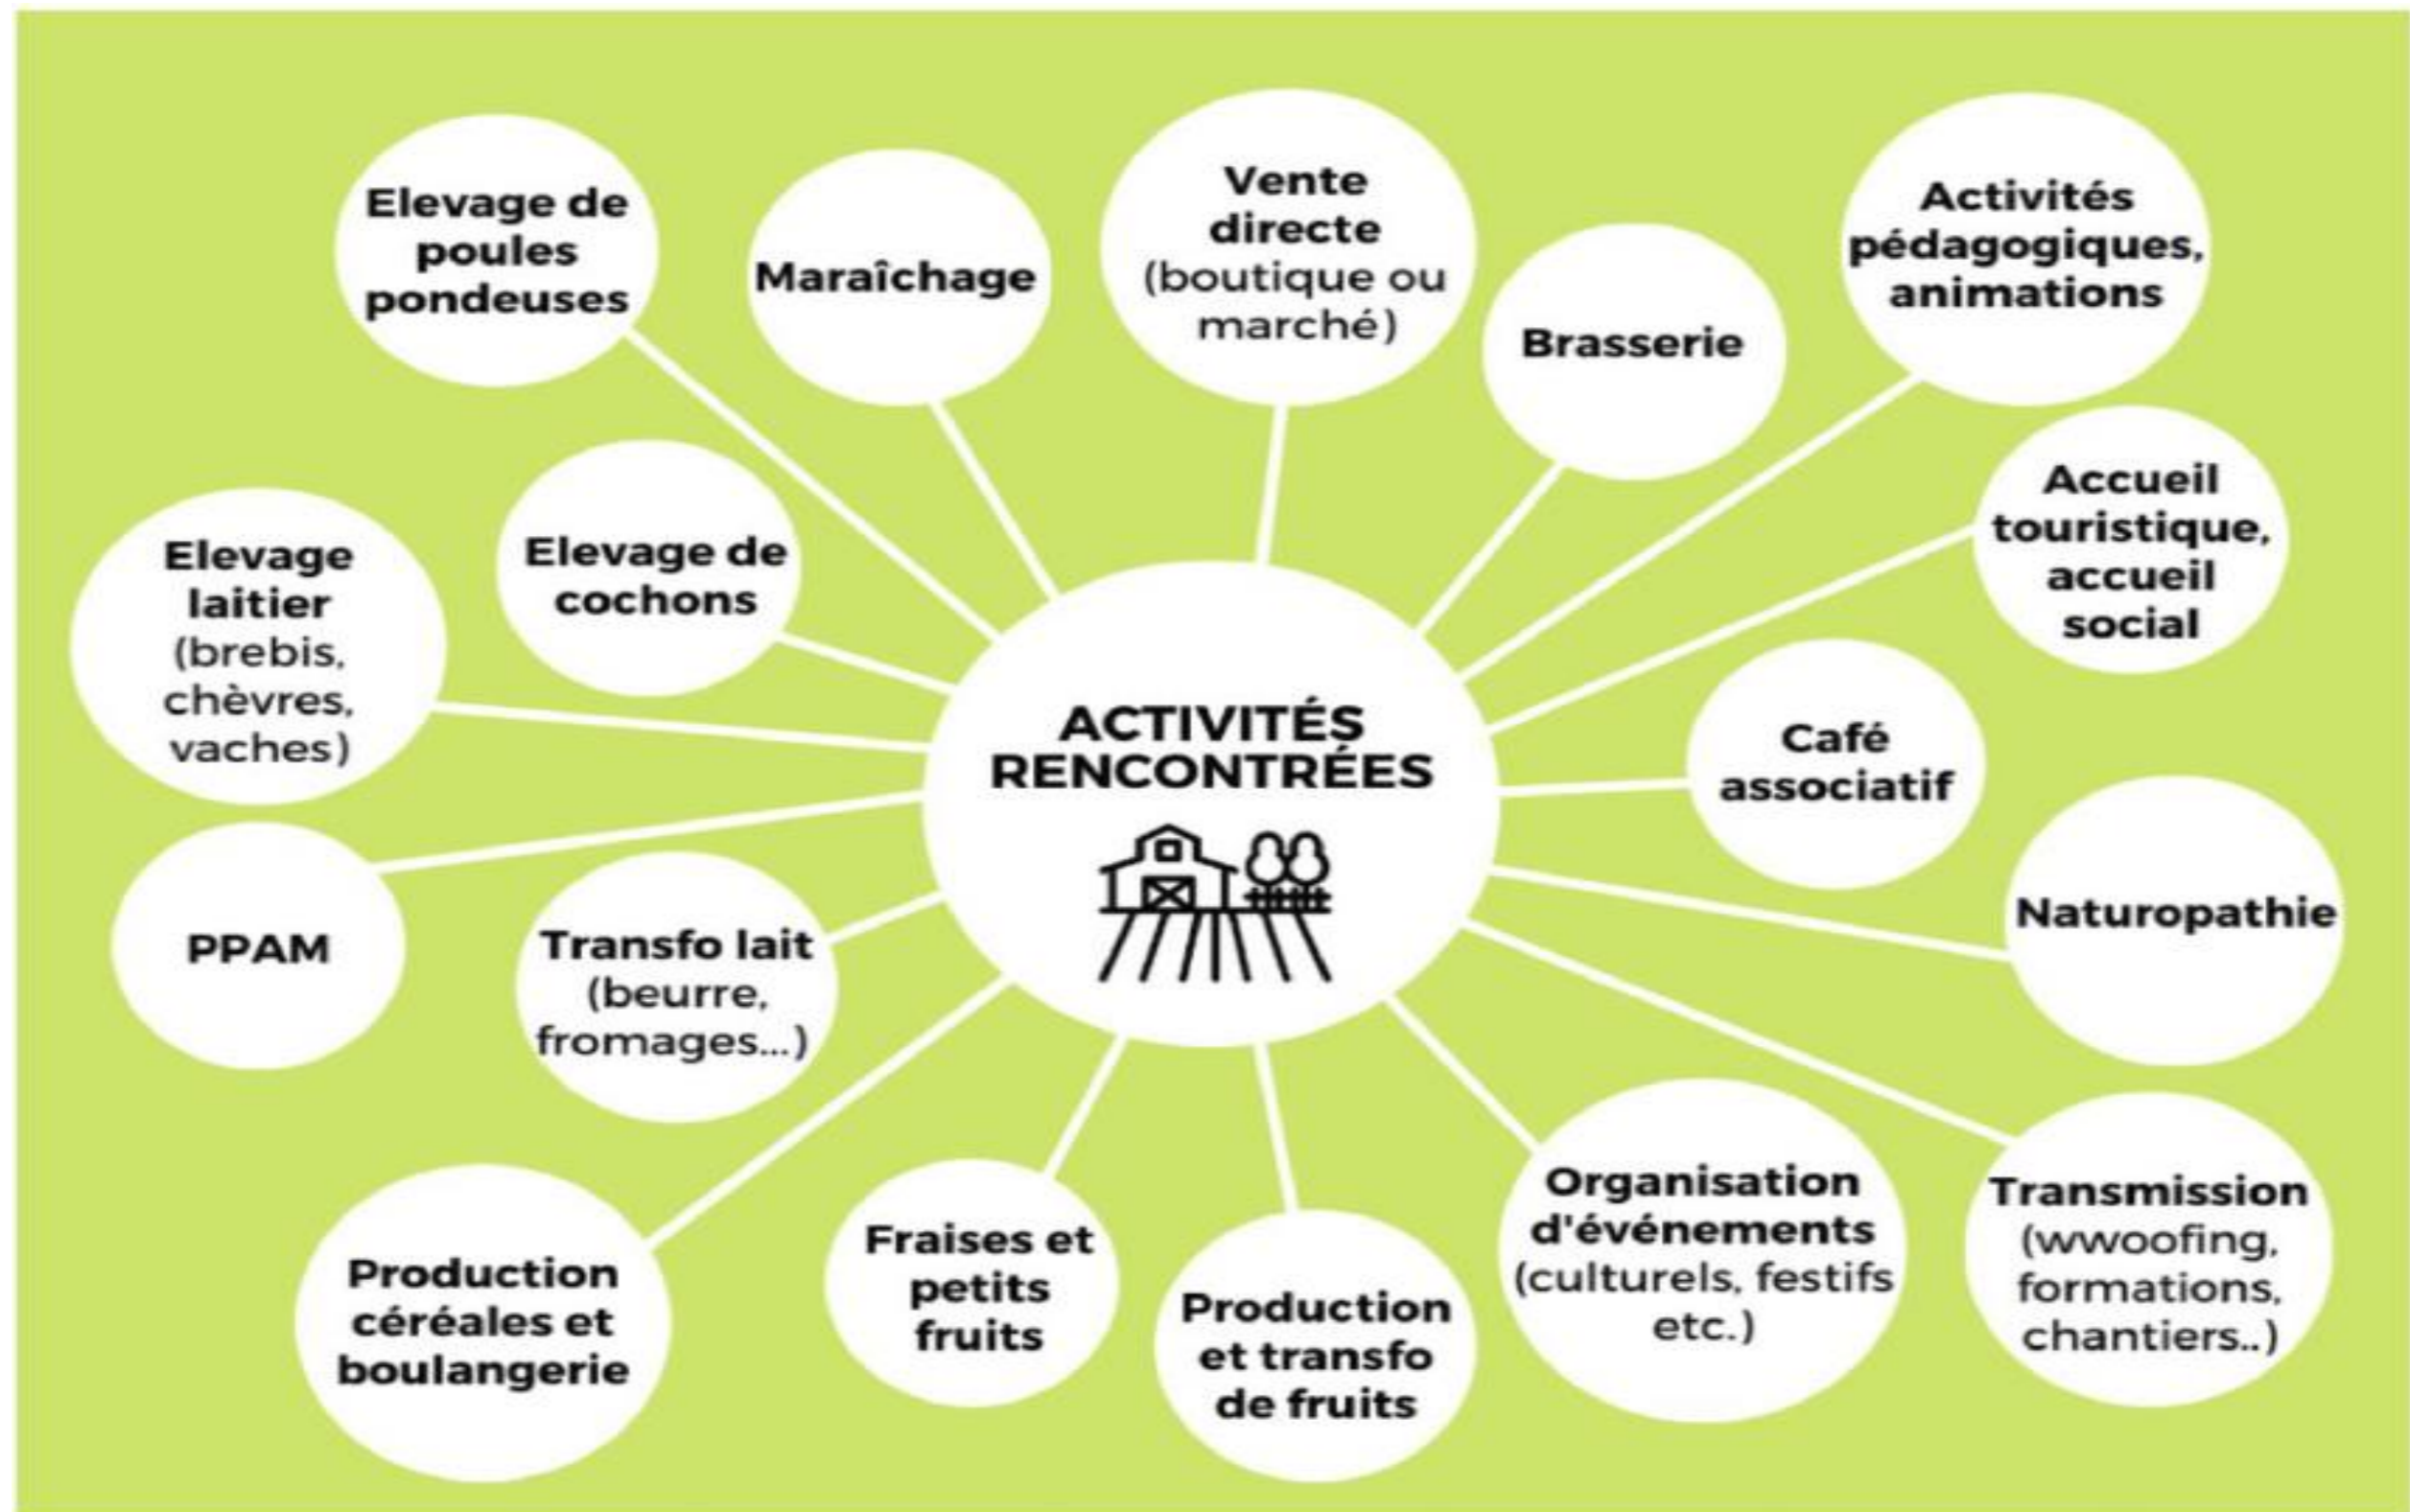 Elevage de
poules
pondeuses
Maraîchage
Vente
directe
(boutique ou
marché)
Brasserie
Activités
pédagogiques,
animations
Elevage
laitier
(brebis,
chèvres,
vaches)
Elevage de
cochons
Accueil
touristique,
accueil
social
ACTIVITÉS
RENCONTRÉES
Café
associatif
Naturopathie
PPAM
Transfo lait
(beurre,
fromages...)
Production
céréales et
boulangerie
Fraises et
petits
fruits
Production
et transfo
de fruits
Organisation
d'événements
(culturels, festifs
etc.)
Transmission
(wwoofing,
formations,
chantiers..)